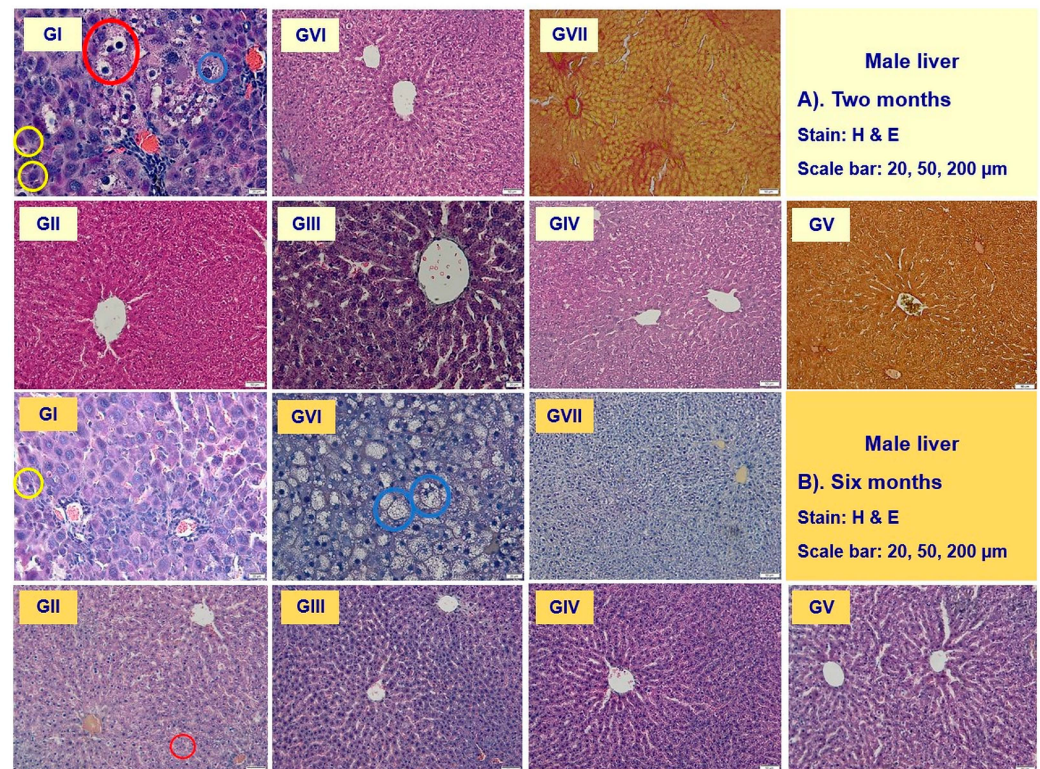 GI
GVI
GVII
Male liver
A). Two months
Stain: H & E
Scale bar: 20, 50, 200 µm
GII
GIII
GIV
GV
GI
GVI
GVII
Male liver
B). Six months
Stain: H & E
Scale bar: 20, 50, 200 µm
GII
GIII
GIV
GV